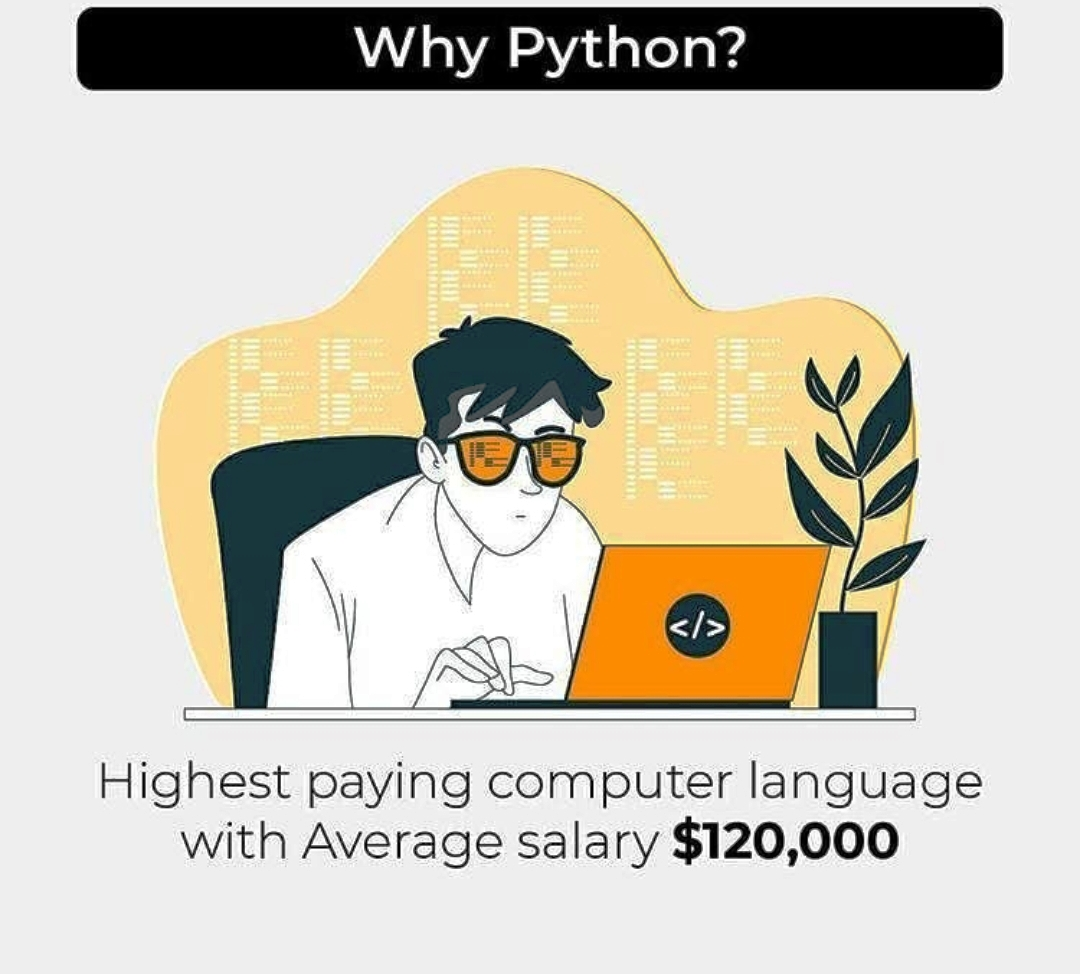 Why Python?
</>
Highest paying computer language
with Average salary $120,000